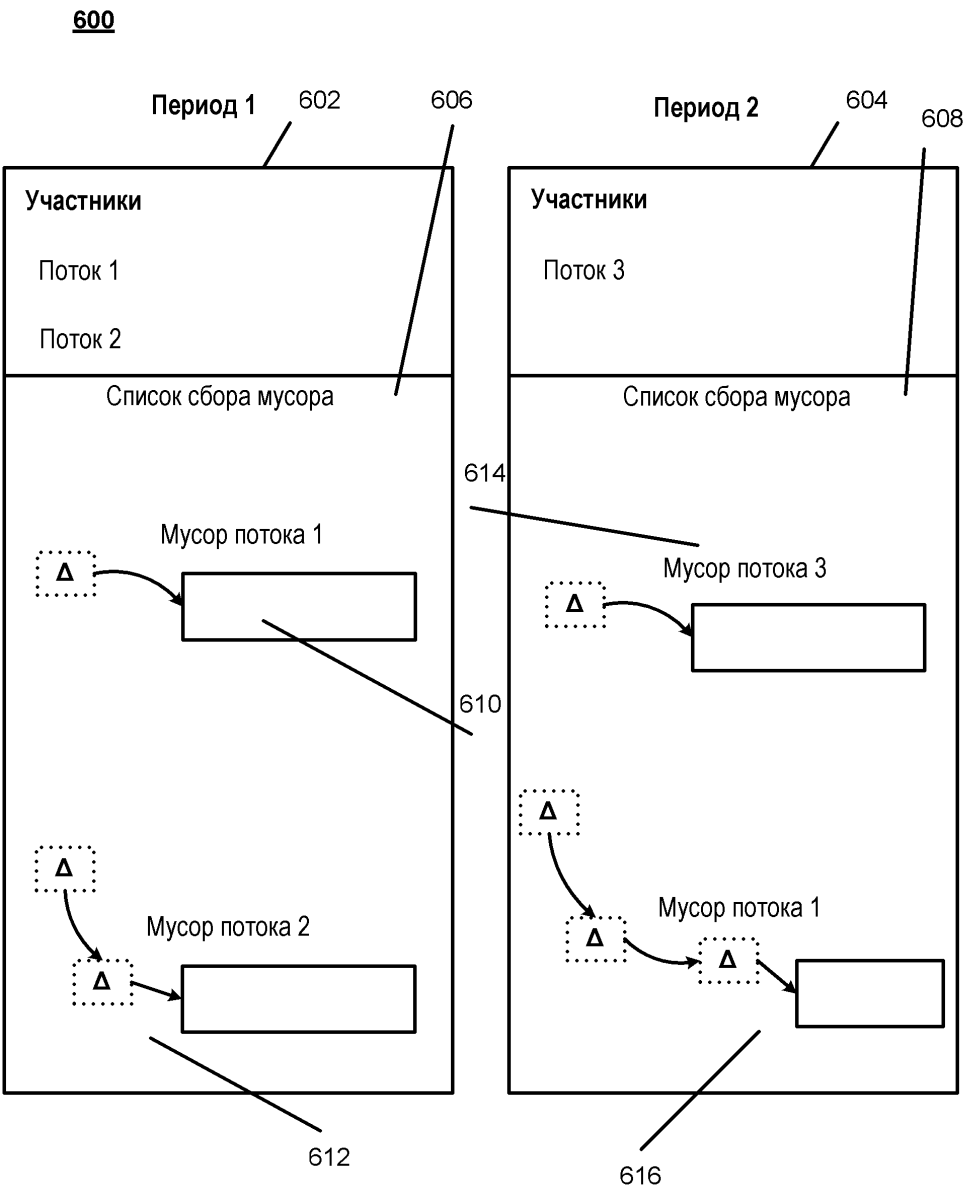 600
Период 1
602
606
Период 2
604
608
Участники
Поток 1
Поток 2
Список сбора мусора
Участники
Поток 3
Список сбора мусора
614
Мусор потока 1
Δ
Мусор потока 3
Δ
610
Δ
Мусор потока 2
Δ
Δ
Мусор потока 1
Δ
Δ
612
616